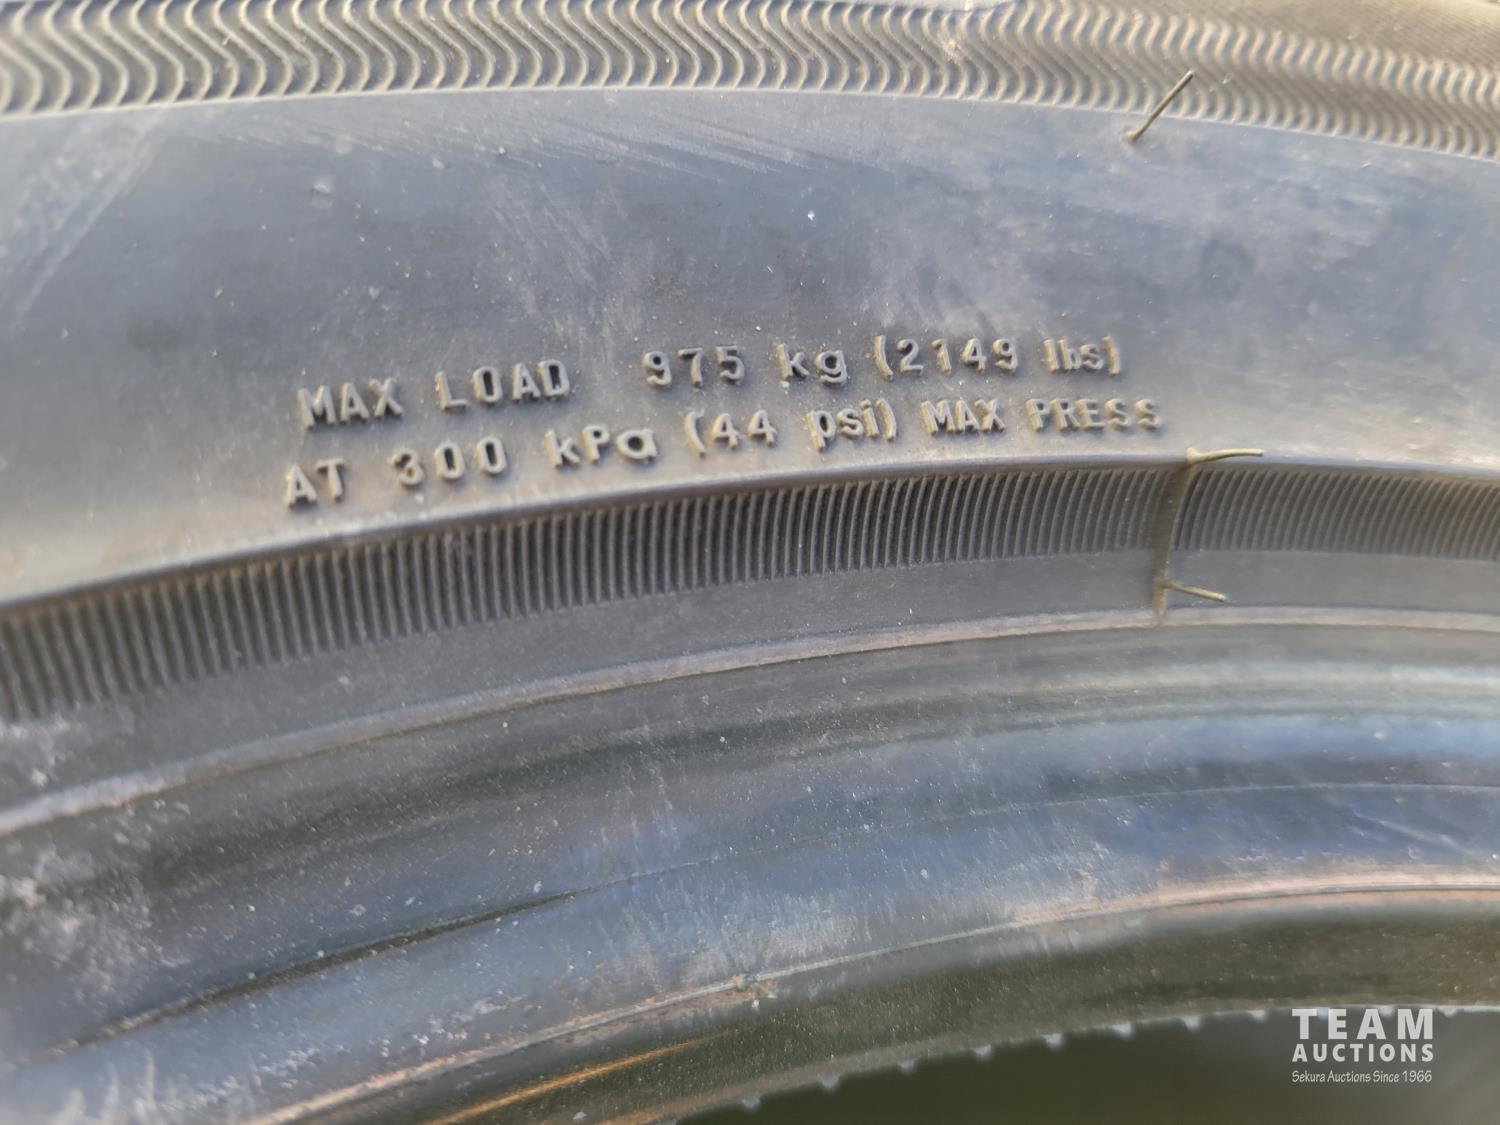 MAX LOAD 975 kg (2149 lbs)
AT 300 kPa (44 psi) MAX PRESS
TEAM
AUCTIONS
Sekura Auctions Since 1966